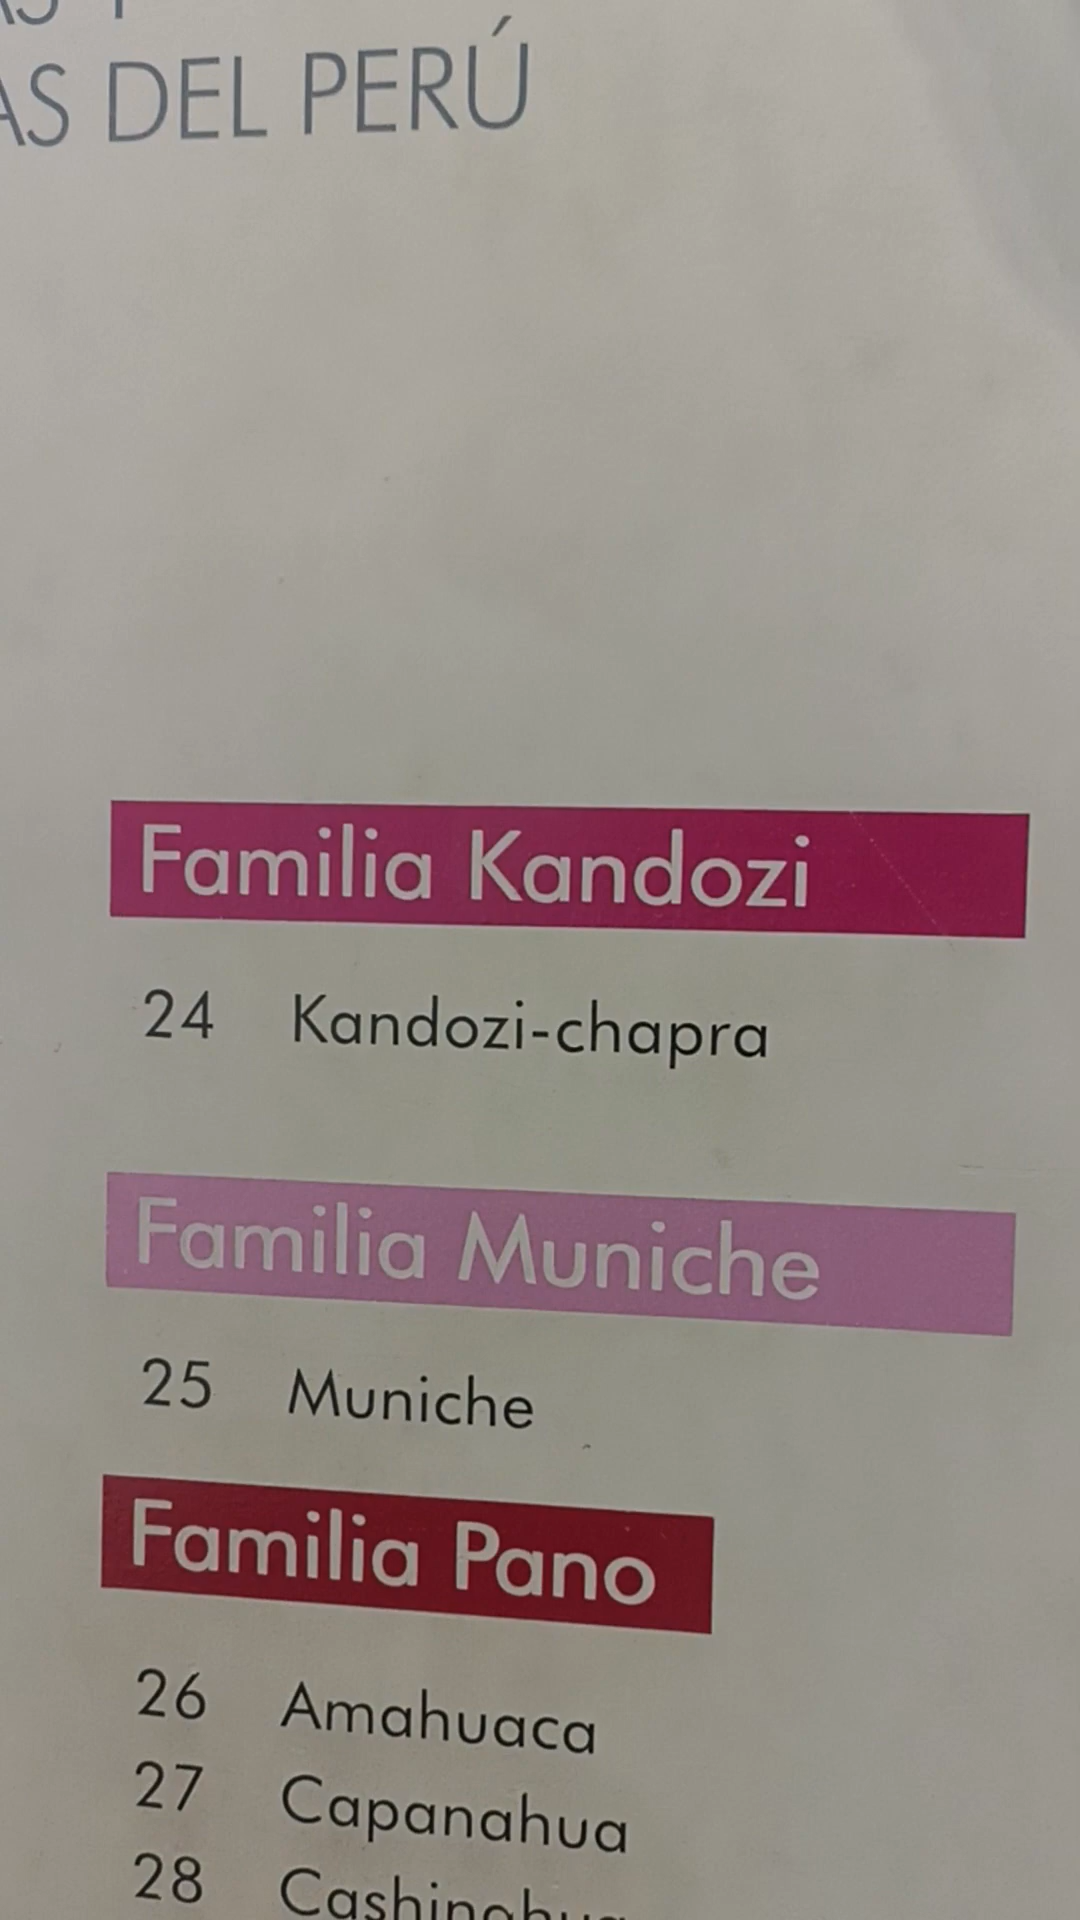 AS DEL PERÚ
Familia Kandozi
24 Kandozi-chapra
Familia Muniche
25 Muniche
Familia Pano
26 Amahuaca
27 Capanahua
28 Cashinahua